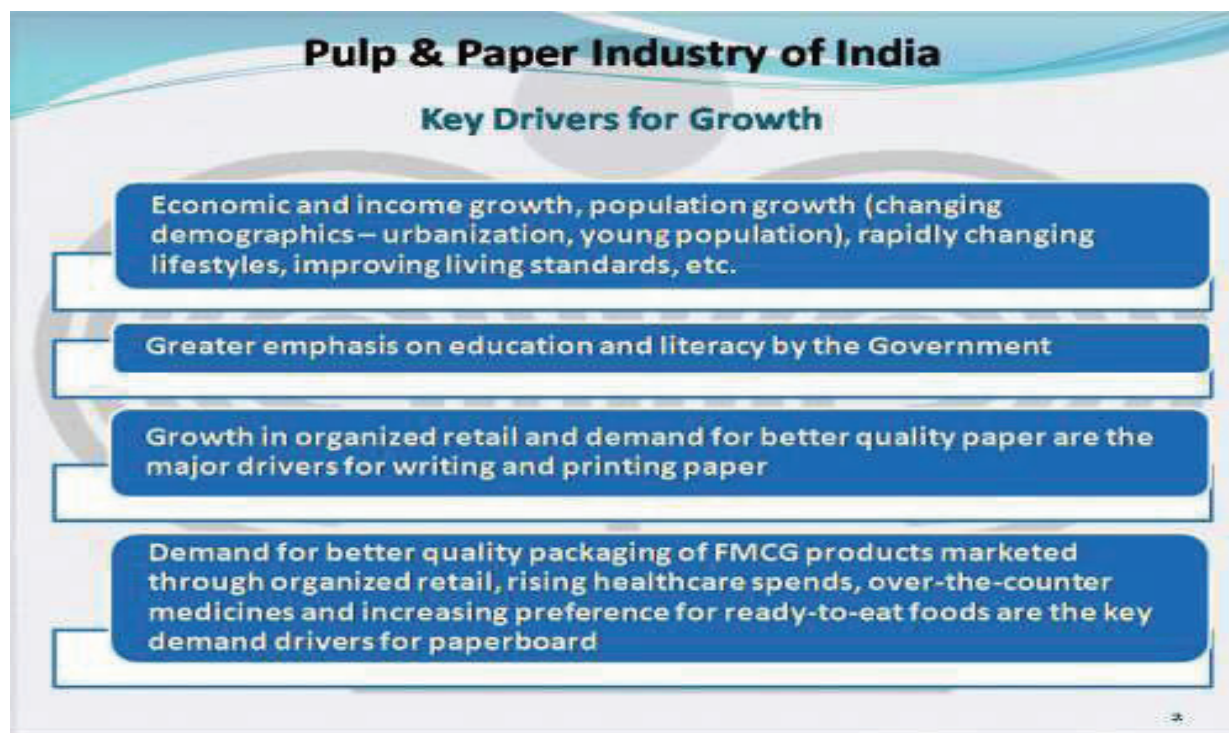 Pulp & Paper Industry of India
Key Drivers for Growth
Economic and income growth, population growth (changing
demographics – urbanization, young population), rapidly changing
lifestyles, improving living standards, etc.
Greater emphasis on education and literacy by the Government
Growth in organized retail and demand for better quality paper are the
major drivers for writing and printing paper
Demand for better quality packaging of FMCG products marketed
through organized retail, rising healthcare spends, over-the-counter
medicines and increasing preference for ready-to-eat foods are the key
demand drivers for paperboard